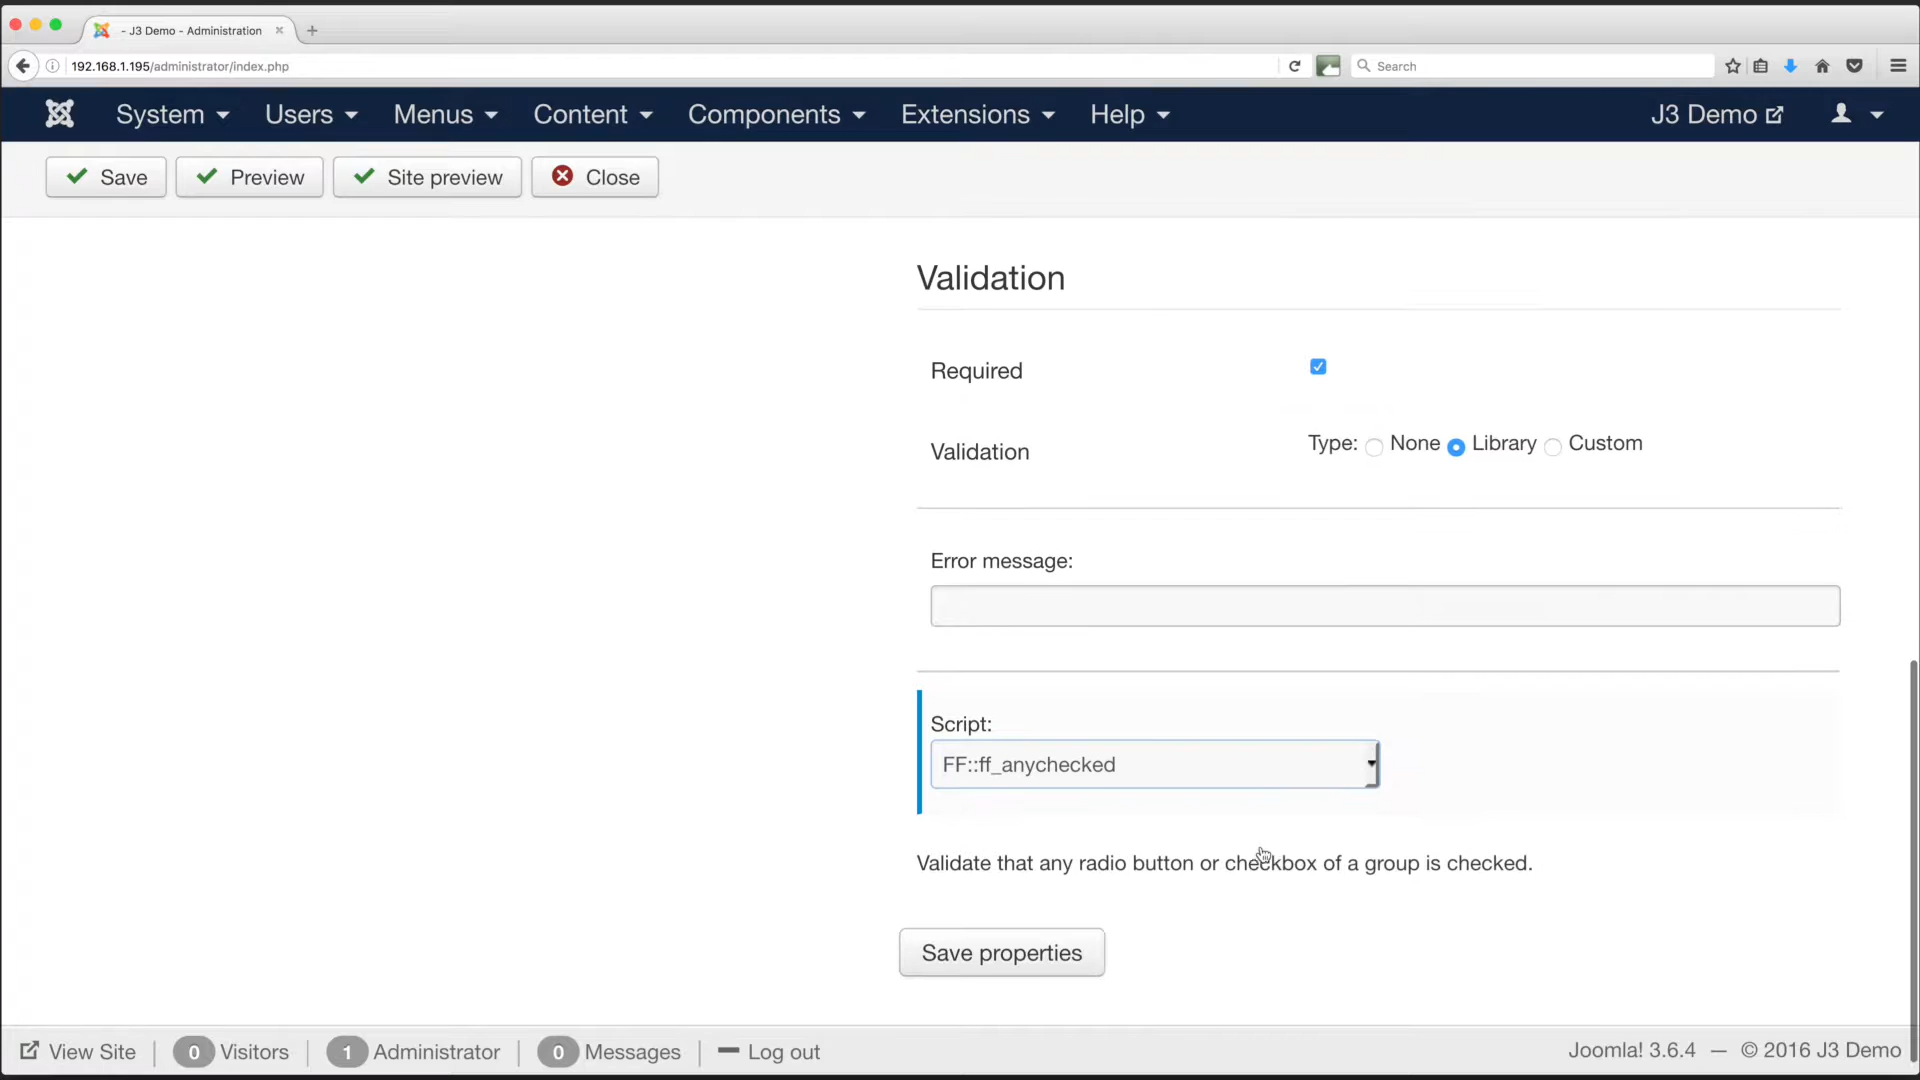 - J3 Demo - Administration
192.168.1.195/administrator/index.php
Search
System Users Menus Content Components Extensions Help J3 Demo
Save Preview Site preview Close
Validation
Required
Validation Type: None Library Custom
Error message:
Script:
FF::ff_anychecked
Validate that any radio button or checkbox of a group is checked.
Save properties
View Site 0 Visitors 1 Administrator 0 Messages Log out Joomla! 3.6.4 — © 2016 J3 Demo